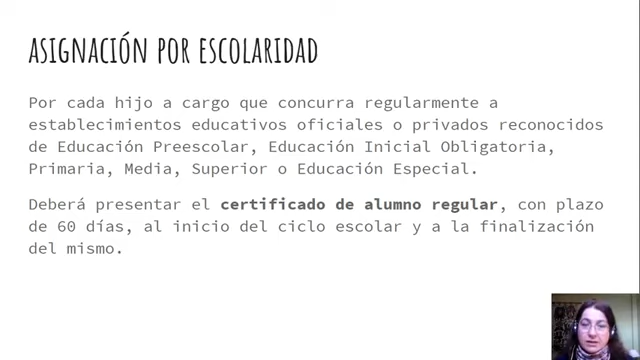 ASIGNACIÓN POR ESCOLARIDAD
Por cada hijo a cargo que concurra regularmente a
establecimientos educativos oficiales o privados reconocidos
de Educación Preescolar, Educación Inicial Obligatoria,
Primaria, Media, Superior o Educación Especial.
Deberá presentar el certificado de alumno regular, con plazo
de 60 días, al inicio del ciclo escolar y a la finalización
del mismo.